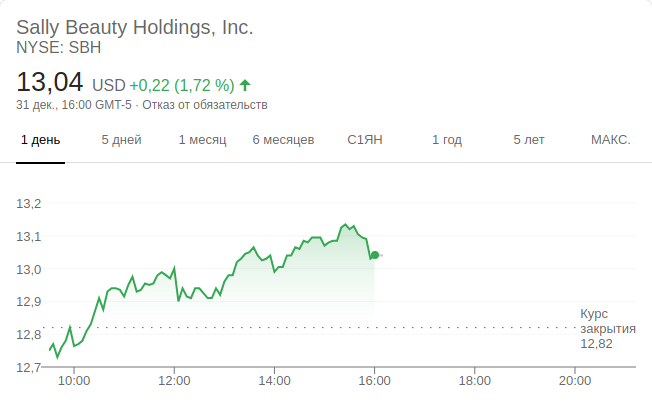 Sally Beauty Holdings, Inc.
NYSE: SBH
13,04 USD +0,22 (1,72 %)
31 дек., 16:00 GMT-5 · Отказ от обязательств
1 день 5 дней 1 месяц 6 месяцев С1ЯН 1 год 5 лет МАКС.
13,2
13,1
13,0
12,9
12,8
12,7
Курс
закрытия
12,82
10:00 12:00 14:00 16:00 18:00 20:00